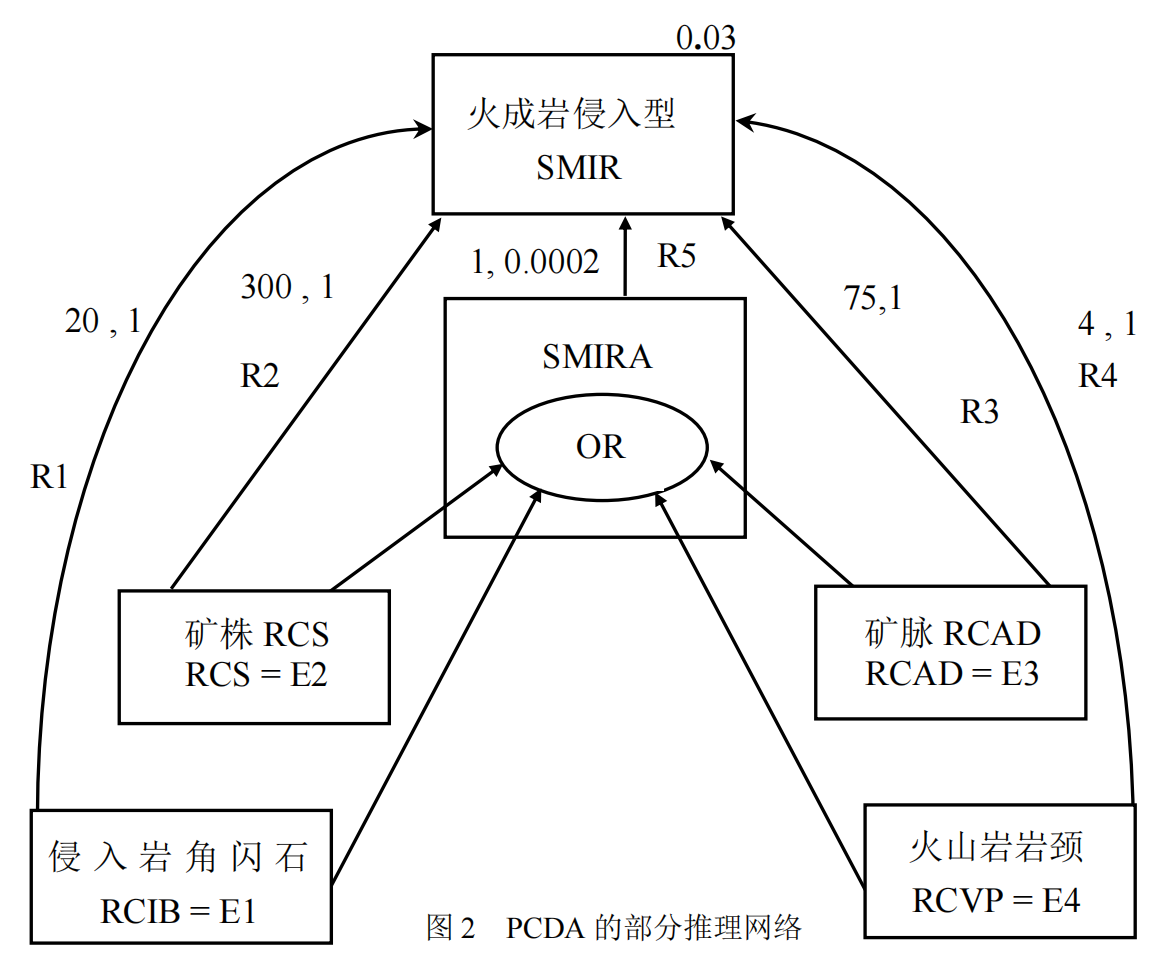 0.03
火成岩侵入型
SMIR
1, 0.0002
R5
300 , 1
75,1
20 , 1
4 , 1
R2
SMIRA
R4
R3
OR
R1
矿株 RCS
RCS = E2
矿脉 RCAD
RCAD = E3
侵 入 岩 角 闪 石
RCIB = E1
火山岩岩颈
RCVP = E4
图 2 PCDA 的部分推理网络